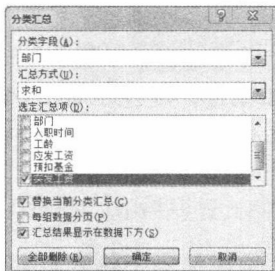 分类汇总
分类字段(A):
部门
汇总方式(U):
求和
选定汇总项(D):
部门
入职时间
工龄
应发工资
预扣基金
替换当前分类汇总(C)
每组数据分页(P)
汇总结果显示在数据下方(S)
全部删除(R)
确定
取消